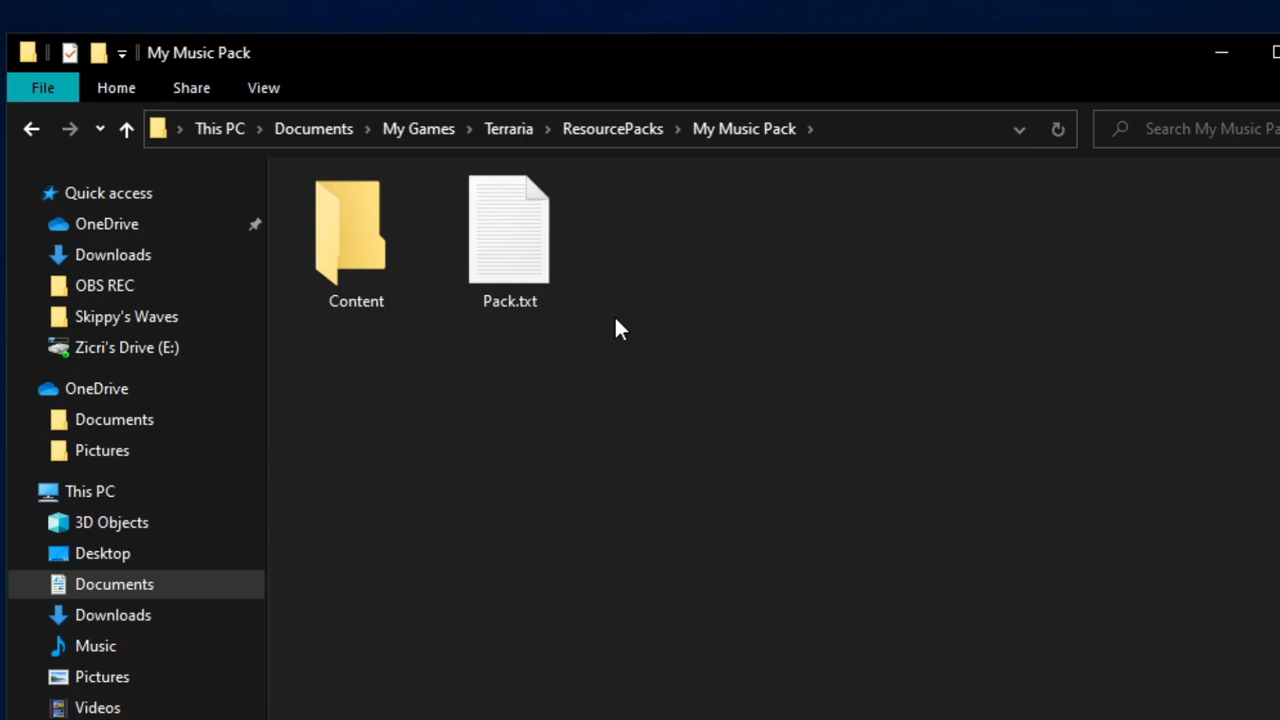 My Music Pack
File Home Share View
This PC Documents My Games Terraria ResourcePacks My Music Pack Search My Music Pa
Quick access
OneDrive
Downloads
OBS REC
Skippy's Waves
Zicri's Drive (E:)
OneDrive
Documents
Pictures
This PC
3D Objects
Desktop
Documents
Downloads
Music
Pictures
Videos
Content Pack.txt